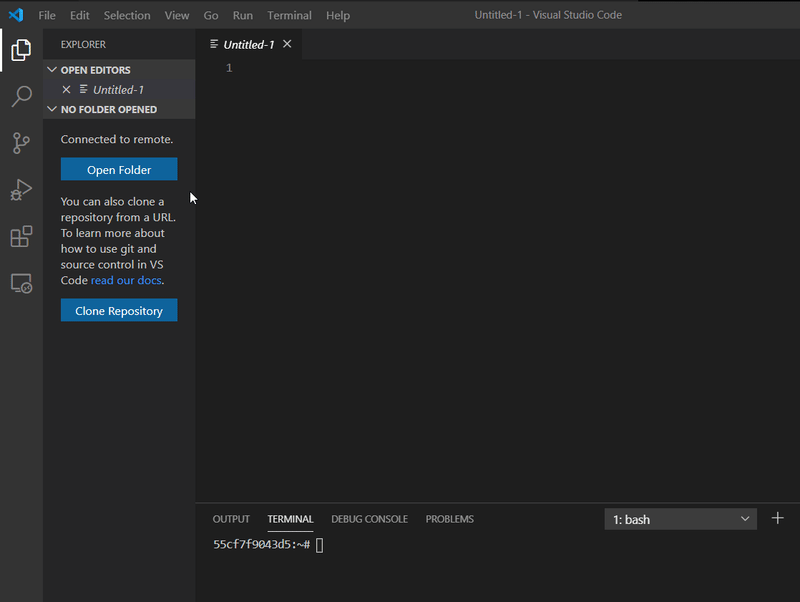 File Edit Selection View Go Run Terminal Help Untitled-1 - Visual Studio Code
EXPLORER
OPEN EDITORS
Untitled-1
NO FOLDER OPENED
Connected to remote.
Open Folder
You can also clone a
repository from a URL.
To learn more about
how to use git and
source control in VS
Code read our docs.
Clone Repository
Untitled-1
1
OUTPUT TERMINAL DEBUG CONSOLE PROBLEMS 1: bash
55cf7f9043d5:~#